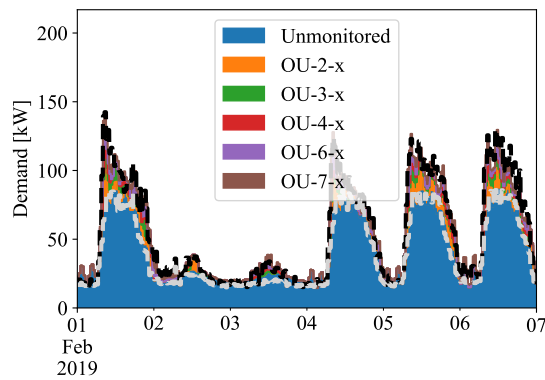 200
150
100
50
0
Demand [kW]
Unmonitored
OU-2-x
OU-3-x
OU-4-x
OU-6-x
OU-7-x
01 02 03 04 05 06 07
Feb
2019